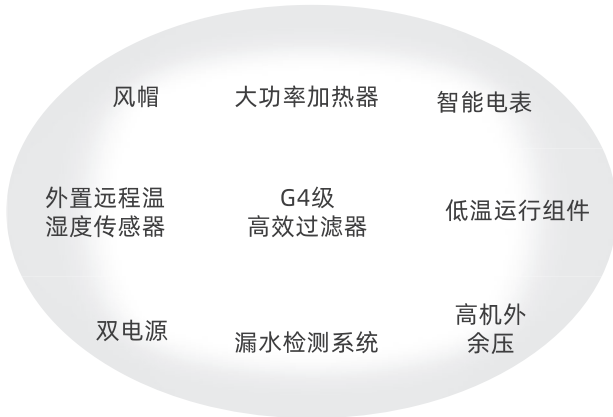 风帽
大功率加热器
智能电表
外置远程温
湿度传感器
G4级
高效过滤器
低温运行组件
双电源
漏水检测系统
高机外
余压